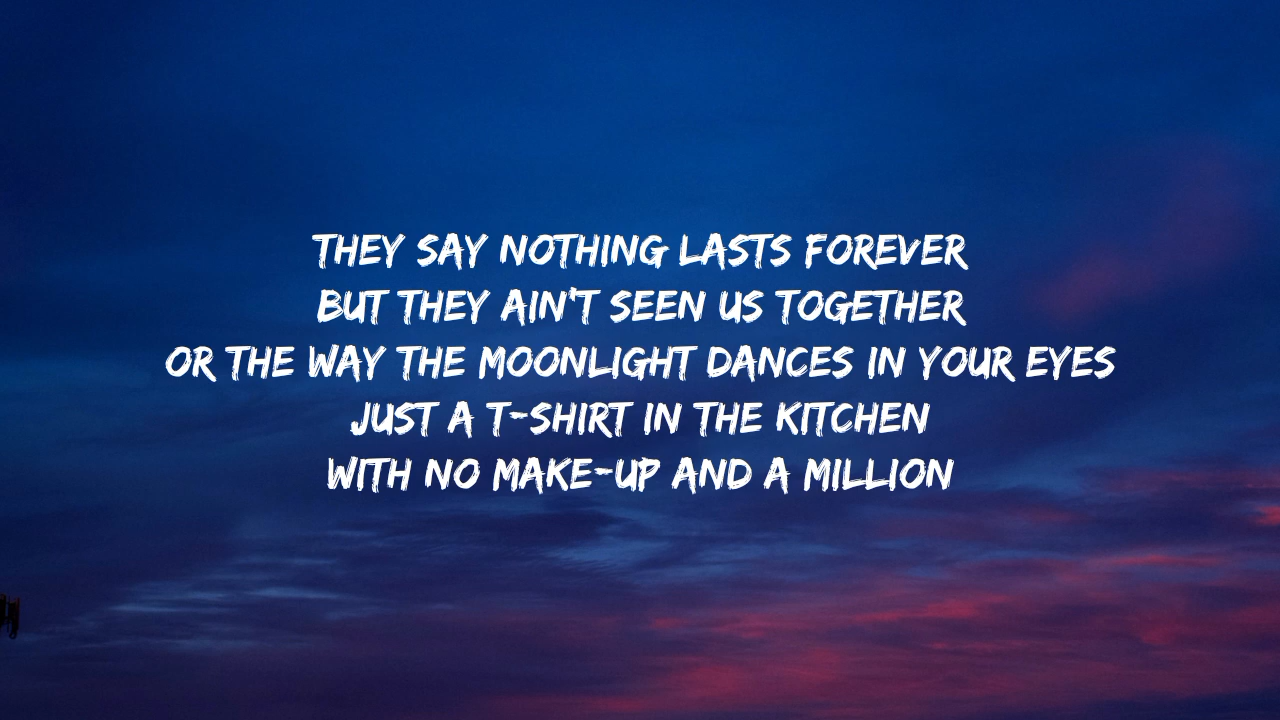 THEY SAY NOTHING LASTS FOREVER
BUT THEY AIN'T SEEN US TOGETHER
OR THE WAY THE MOONLIGHT DANCES IN YOUR EYES
JUST A T-SHIRT IN THE KITCHEN
WITH NO MAKE-UP AND A MILLION